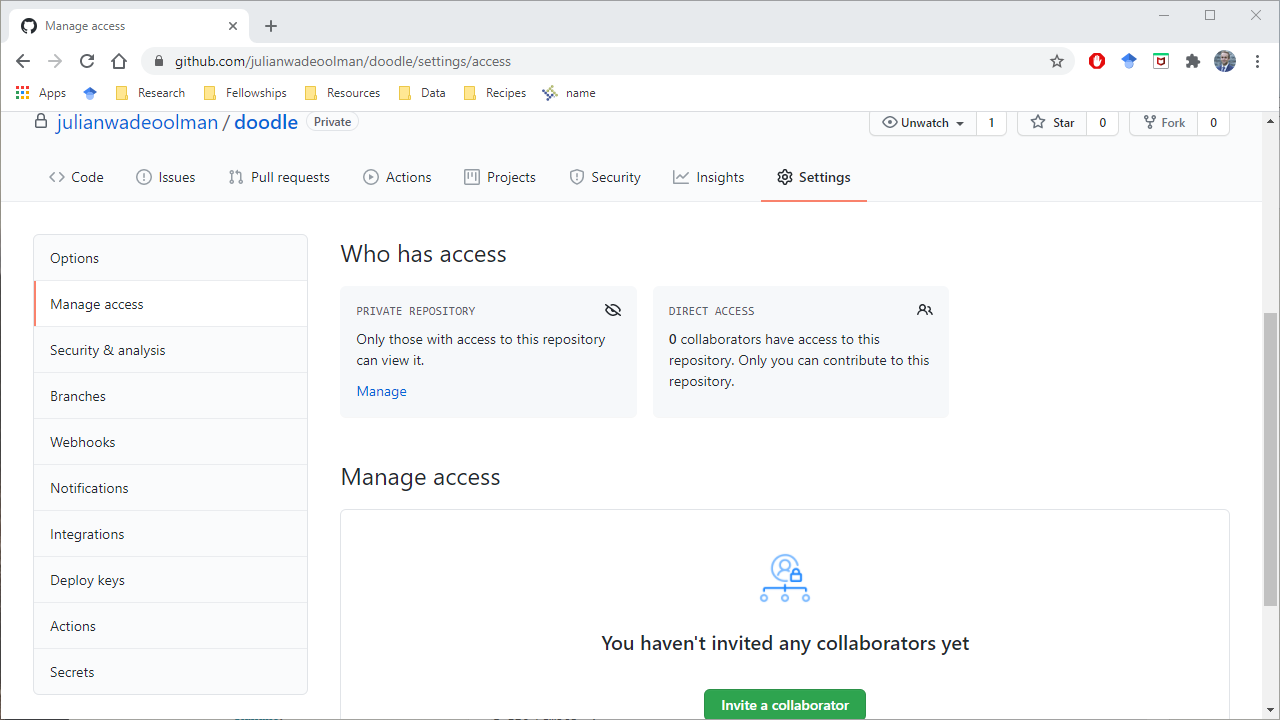 Manage access
github.com/julianwadeoolman/doodle/settings/access
Apps Research Fellowships Resources Data Recipes name
julianwadeoolman / doodle Private Unwatch 1 Star 0 Fork 0
Code Issues Pull requests Actions Projects Security Insights Settings
Options
Manage access
Security & analysis
Branches
Webhooks
Notifications
Integrations
Deploy keys
Actions
Secrets
Who has access
PRIVATE REPOSITORY
Only those with access to this repository
can view it.
Manage
DIRECT ACCESS
0 collaborators have access to this
repository. Only you can contribute to this
repository.
Manage access
You haven't invited any collaborators yet
Invite a collaborator